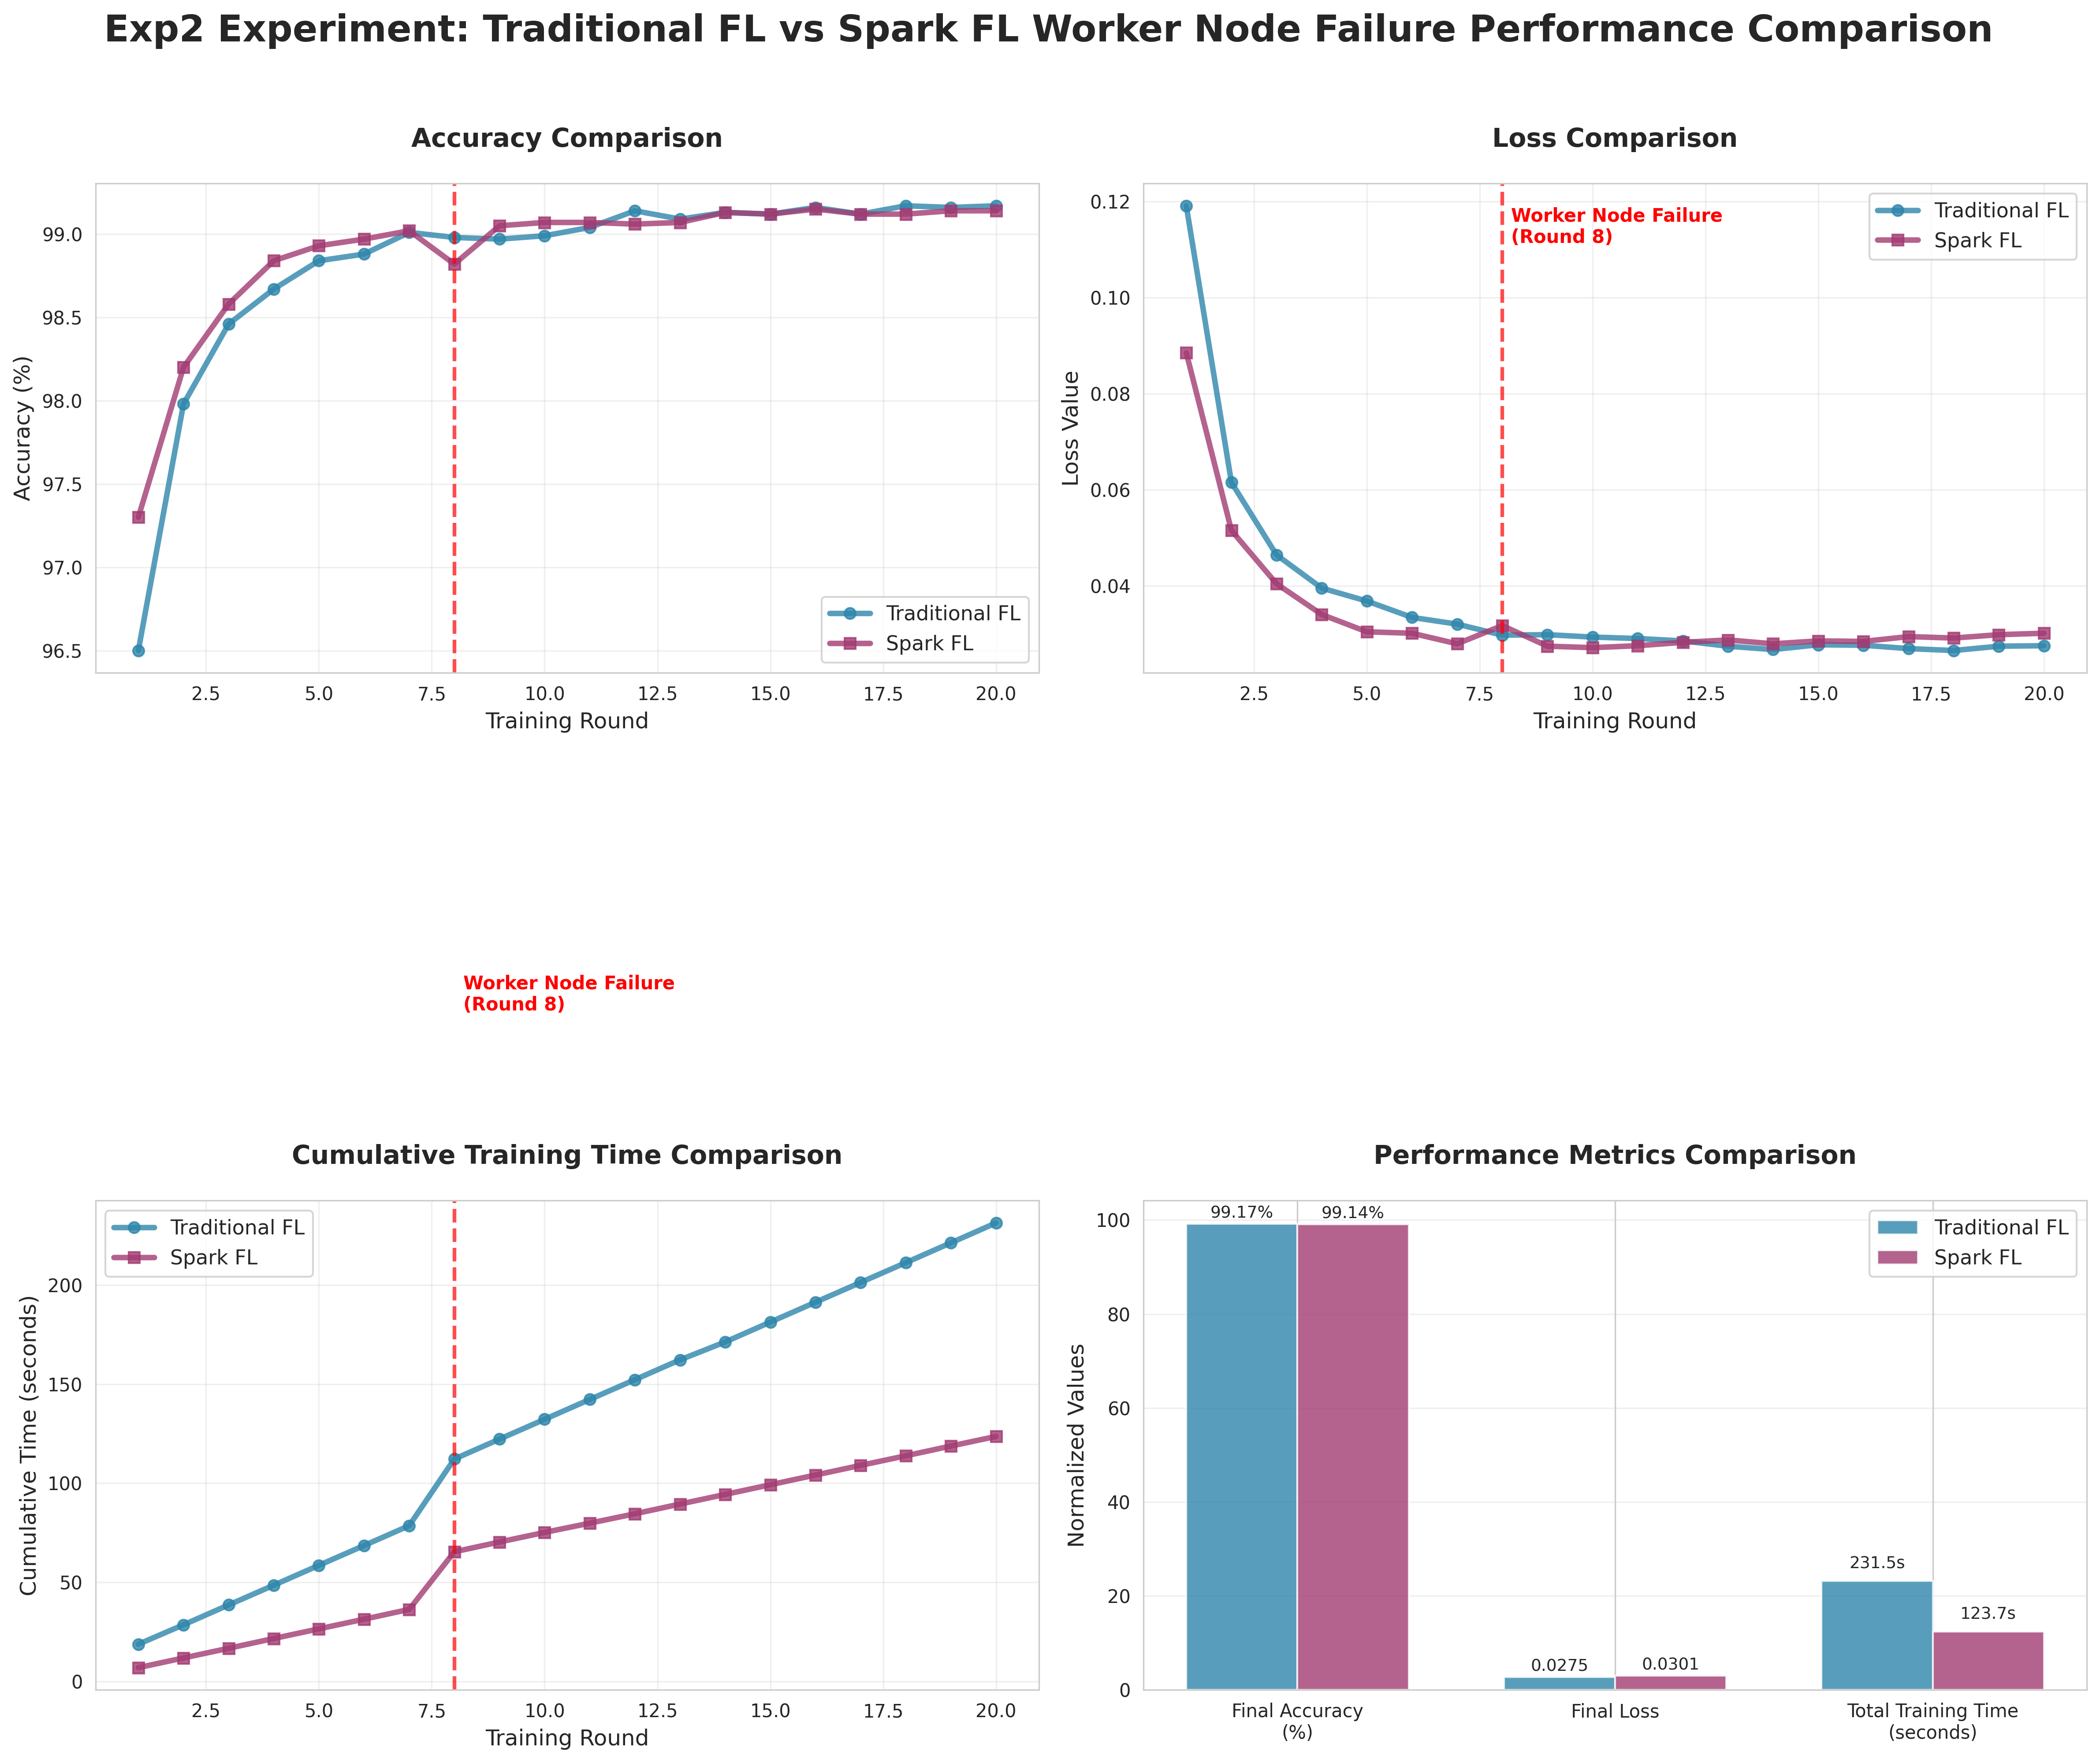 Exp2 Experiment: Traditional FL vs Spark FL Worker Node Failure Performance Comparison
Accuracy Comparison
Accuracy (%)
99.0
98.5
98.0
97.5
97.0
96.5
2.5
5.0
7.5
10.0
12.5
15.0
17.5
20.0
Training Round
Traditional FL
Spark FL
Worker Node Failure
(Round 8)
Loss Comparison
Loss Value
0.12
0.10
0.08
0.06
0.04
2.5
5.0
7.5
10.0
12.5
15.0
17.5
20.0
Training Round
Worker Node Failure
(Round 8)
Traditional FL
Spark FL
Cumulative Training Time Comparison
Cumulative Time (seconds)
200
150
100
50
0
2.5
5.0
7.5
10.0
12.5
15.0
17.5
20.0
Training Round
Traditional FL
Spark FL
Performance Metrics Comparison
Normalized Values
100
80
60
40
20
0
99.17%
99.14%
0.0275
0.0301
231.5s
123.7s
Final Accuracy
(%)
Final Loss
Total Training Time
(seconds)
Traditional FL
Spark FL